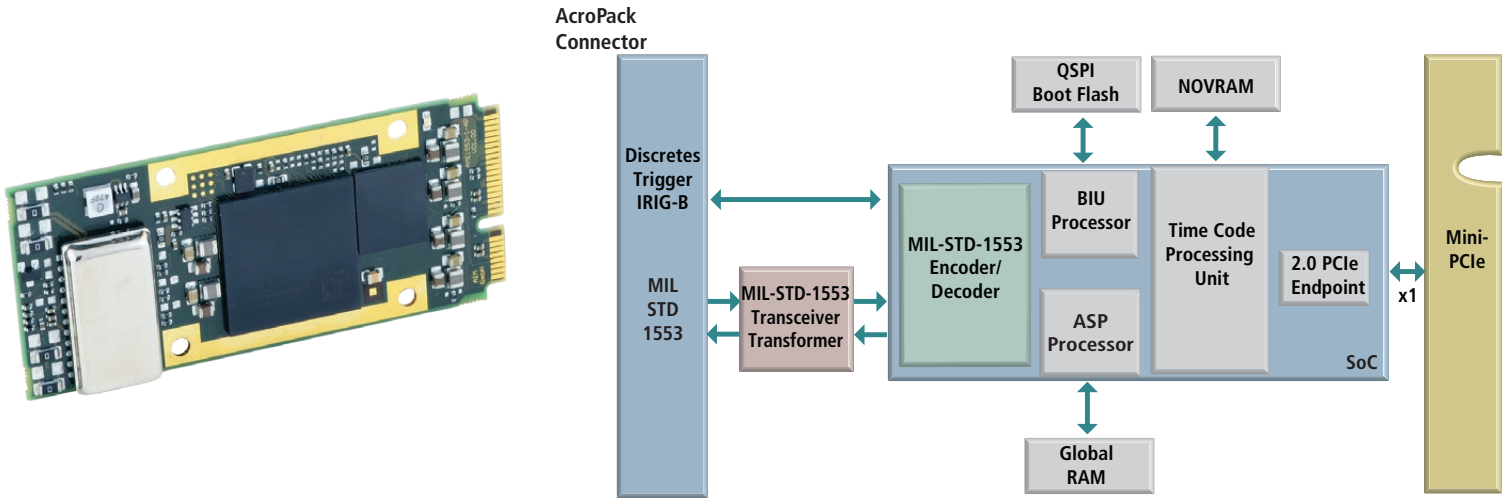 AcroPack
Connector
QSPI
Boot Flash
NOVRAM
Discretes
Trigger
IRIG-B
MIL
STD
1553
MIL-STD-1553
Transceiver
Transformer
MIL-STD-1553
Encoder/
Decoder
BIU
Processor
ASP
Processor
Time Code
Processing
Unit
2.0 PCIe
Endpoint
SoC
x1
Mini-
PCIe
Global
RAM
AIM
GmbH